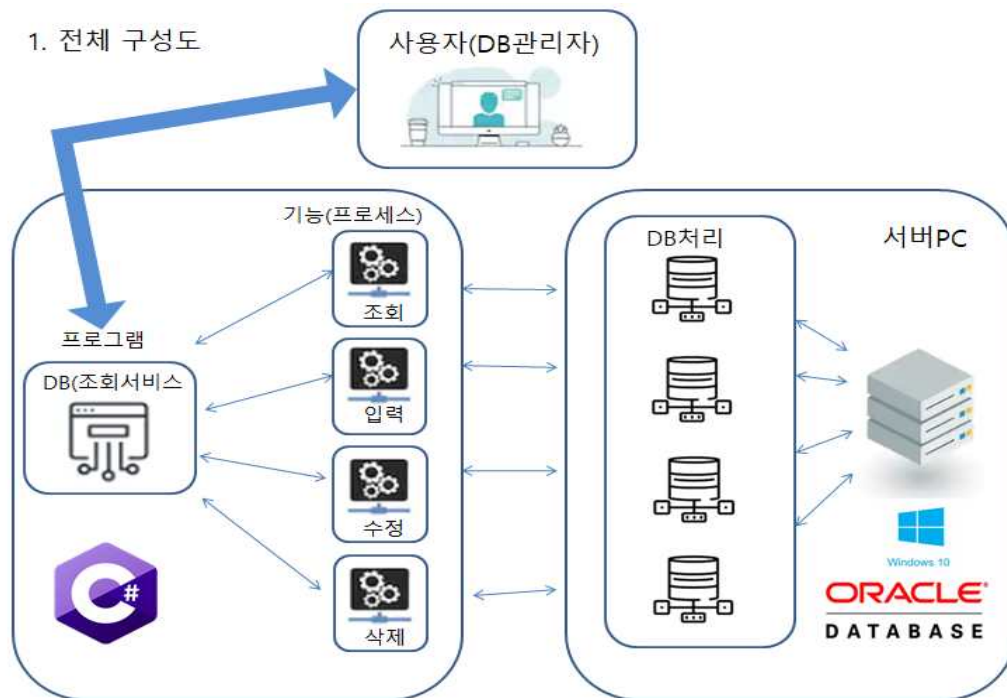 1. 전체 구성도
사용자(DB관리자)
기능(프로세스)
조회
입력
수정
삭제
프로그램
DB(조회서비스
C#
DB처리
서버PC
Windows 10
ORACLE®
DATABASE